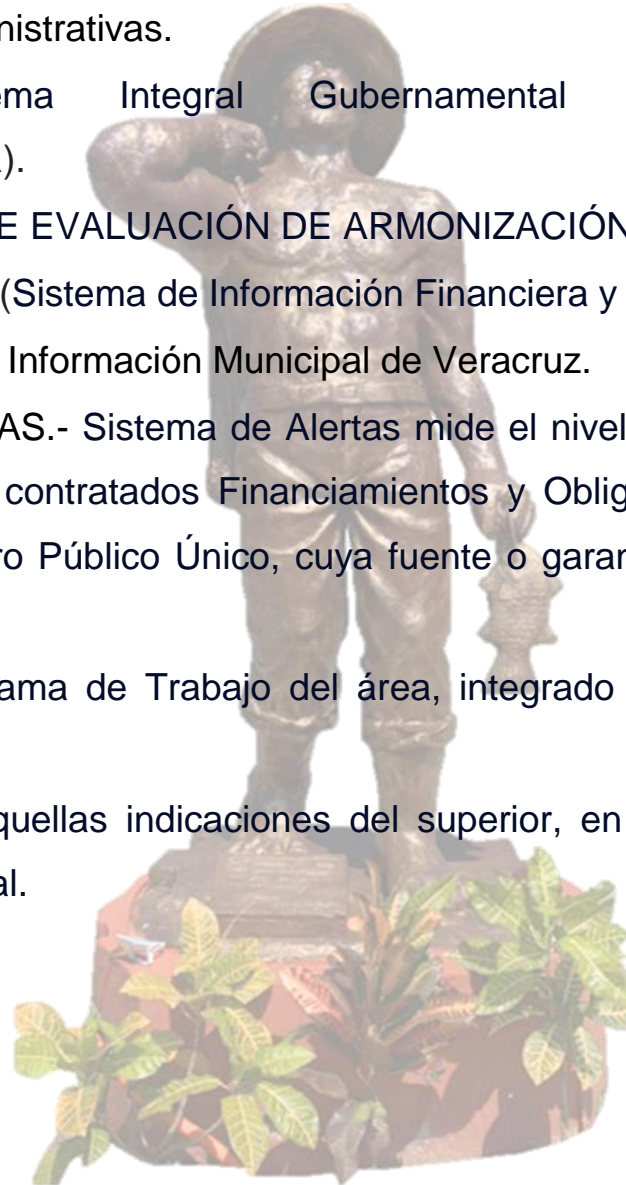 nistrativas.
ema Integral Gubernamental
).
E EVALUACIÓN DE ARMONIZACIÓN
(Sistema de Información Financiera y
Información Municipal de Veracruz.
AS.- Sistema de Alertas mide el nivel
contratados Financiamientos y Oblig
ro Público Único, cuya fuente o garan
ama de Trabajo del área, integrado
quellas indicaciones del superior, en
al.